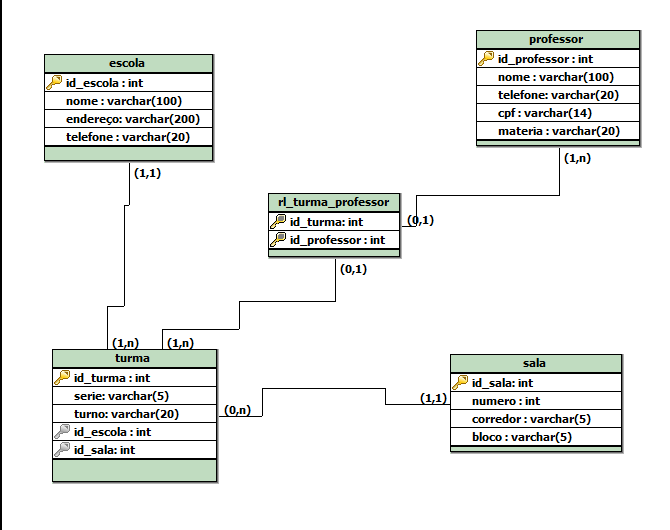 escola
id_escola : int
nome : varchar(100)
endereço: varchar(200)
telefone : varchar(20)
(1,1)
professor
id_professor : int
nome : varchar(100)
telefone: varchar(20)
cpf : varchar(14)
materia : varchar(20)
(1,n)
rl_turma_professor
id_turma: int
id_professor : int
(0,1)
(0,1)
(1,n)
(1,n)
turma
id_turma : int
serie: varchar(5)
turno: varchar(20)
id_escola : int
id_sala: int
(0,n)
(1,1)
sala
id_sala: int
numero : int
corredor : varchar(5)
bloco : varchar(5)